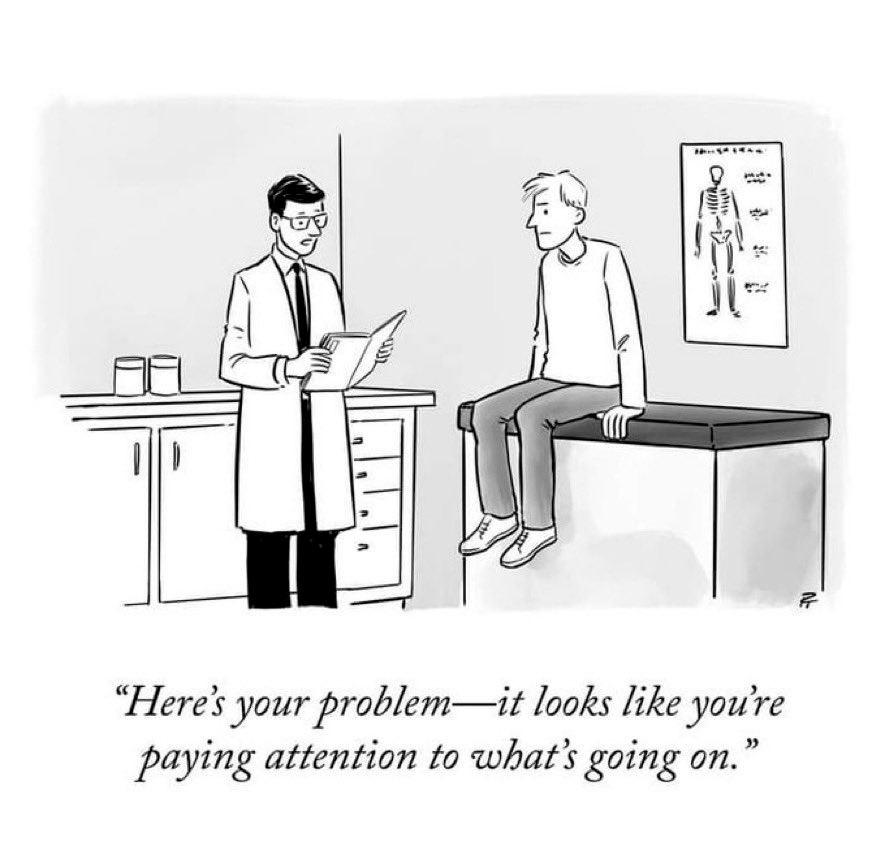 “Here’s your problem—it looks like you’re
paying attention to what’s going on.”